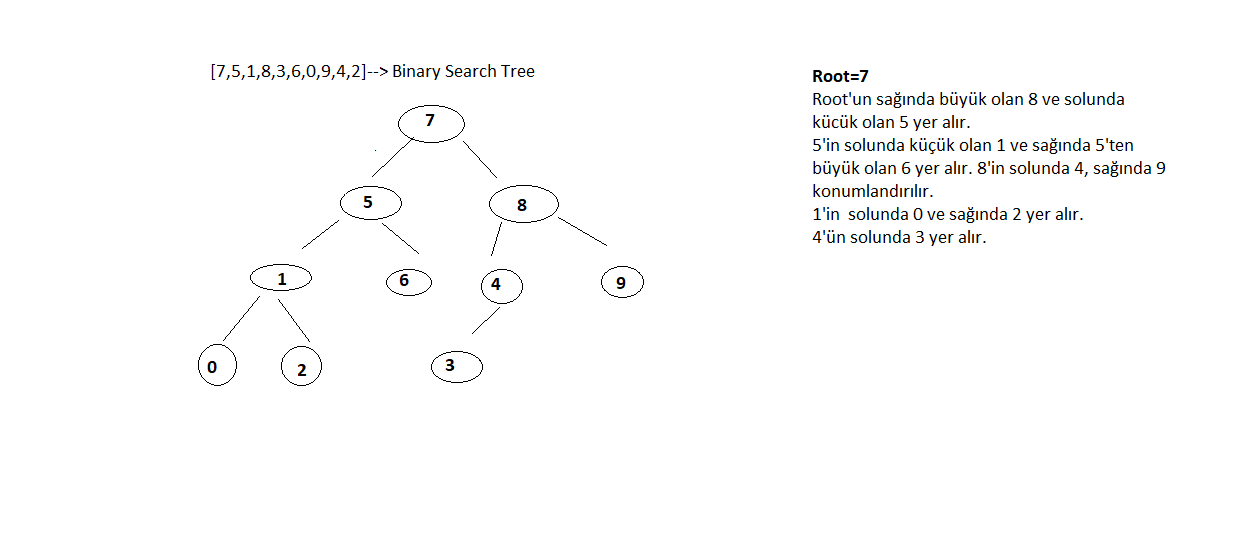 [7,5,1,8,3,6,0,9,4,2]--> Binary Search Tree
Root=7
Root'un sağında büyük olan 8 ve solunda
kücük olan 5 yer alır.
5'in solunda küçük olan 1 ve sağında 5'ten
büyük olan 6 yer alır. 8'in solunda 4, sağında 9
konumlandırılır.
1'in  solunda 0 ve sağında 2 yer alır.
4'ün solunda 3 yer alır.
7
5
8
1
6
4
9
0
2
3